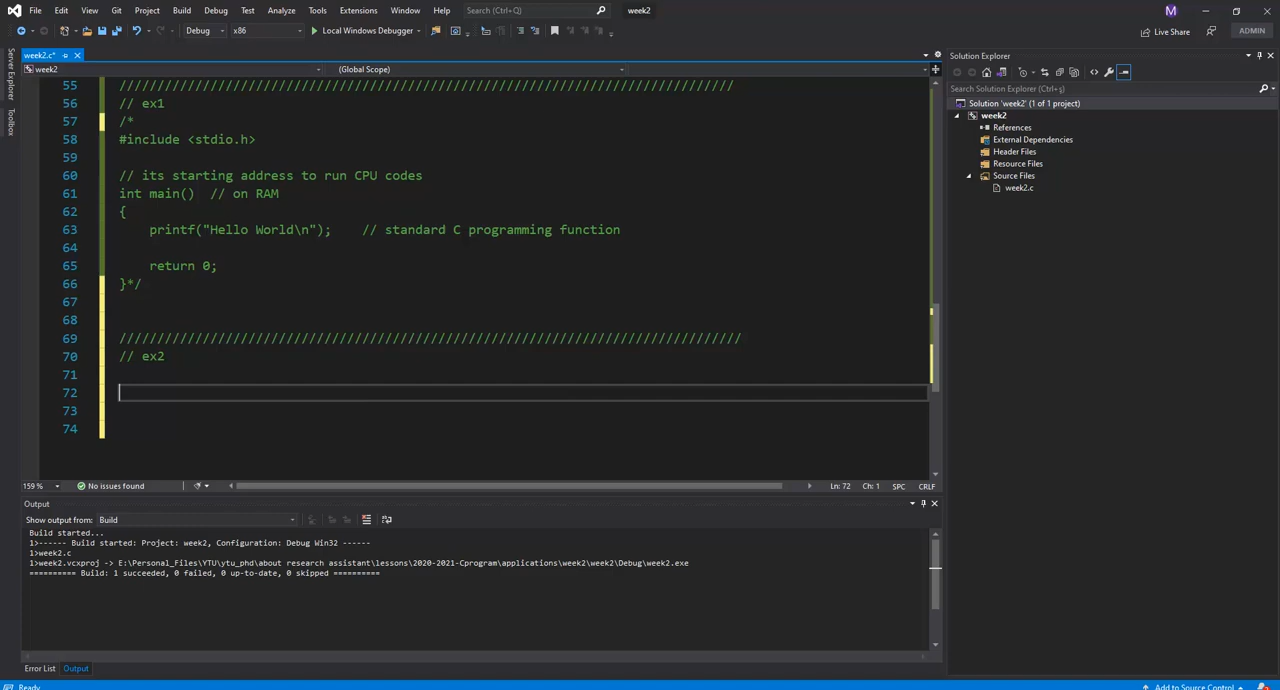 File Edit View Git Project Build Debug Test Analyze Tools Extensions Window Help Search (Ctrl+Q) week2 M
Debug x86 Local Windows Debugger Live Share ADMIN
Server Explorer
Toolbox
week2.c*
week2 (Global Scope)
55 //////////////////////////////////////////////////////////////////////////////////
56 // ex1
57 /*
58 #include <stdio.h>
59
60 // its starting address to run CPU codes
61 int main() // on RAM
62 {
63 printf("Hello World\n"); // standard C programming function
64
65 return 0;
66 }*/
67
68
69 ///////////////////////////////////////////////////////////////////////////////////
70 // ex2
71
72
73
74
159 % No issues found Ln: 72 Ch: 1 SPC CRLF
Output
Show output from: Build
Build started...
1>------ Build started: Project: week2, Configuration: Debug Win32 ------
1>week2.c
1>week2.vcxproj -> E:\Personal_Files\YTU\ytu_phd\about research assistant\lessons\2020-2021-Cprogram\applications\week2\week2\Debug\week2.exe
========== Build: 1 succeeded, 0 failed, 0 up-to-date, 0 skipped ==========
Error List Output
Ready Add to Source Control
Solution Explorer
Search Solution Explorer (Ctrl+ş)
Solution 'week2' (1 of 1 project)
week2
References
External Dependencies
Header Files
Resource Files
Source Files
week2.c